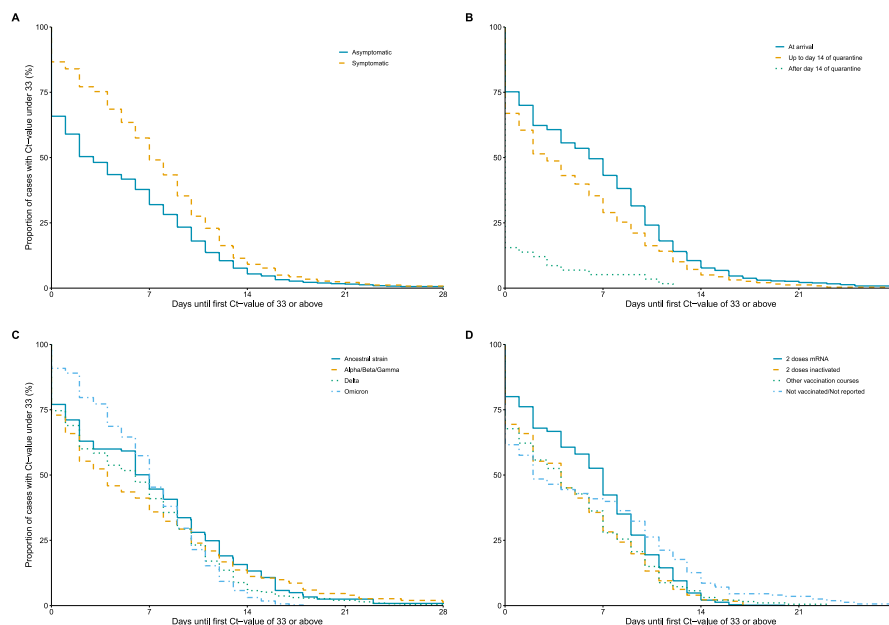 A
Proportion of cases with Ct−value under 33 (%)
100
75
50
25
0
Asymptomatic
Symptomatic
0 7 14 21 28
Days until first Ct−value of 33 or above
B
100
75
50
25
0
At arrival
Up to day 14 of quarantine
After day 14 of quarantine
0 7 14 21
Days until first Ct−value of 33 or above
C
Proportion of cases with Ct−value under 33 (%)
100
75
50
25
0
Ancestral strain
Alpha/Beta/Gamma
Delta
Omicron
0 7 14 21 28
Days until first Ct−value of 33 or above
D
100
75
50
25
0
2 doses mRNA
2 doses inactivated
Other vaccination courses
Not vaccinated/Not reported
0 7 14 21
Days until first Ct−value of 33 or above